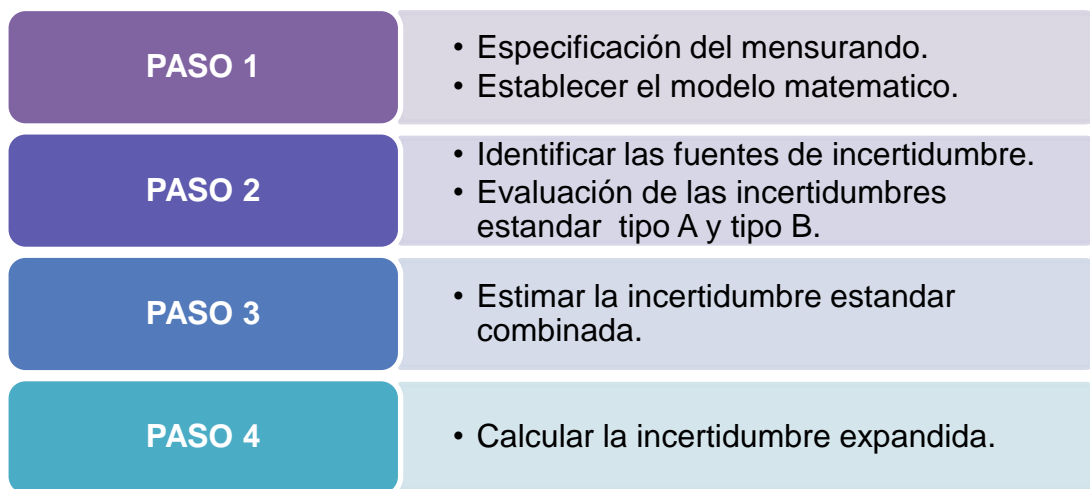 PASO 1
• Especificación del mensurando.
• Establecer el modelo matematico.
PASO 2
• Identificar las fuentes de incertidumbre.
• Evaluación de las incertidumbres
estandar tipo A y tipo B.
PASO 3
• Estimar la incertidumbre estandar
combinada.
PASO 4
• Calcular la incertidumbre expandida.